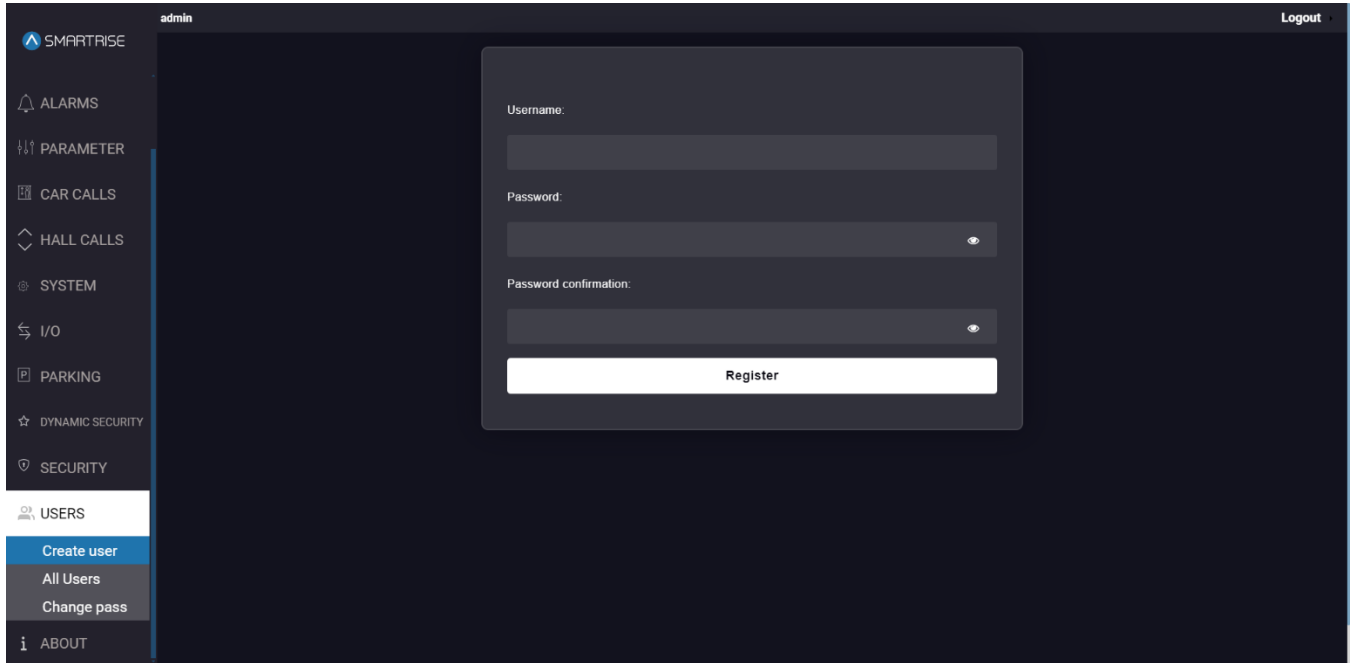 admin
Logout
SMARTRISE
ALARMS
PARAMETER
CAR CALLS
HALL CALLS
SYSTEM
I/O
PARKING
DYNAMIC SECURITY
SECURITY
USERS
Create user
All Users
Change pass
ABOUT
Username:
Password:
Password confirmation:
Register